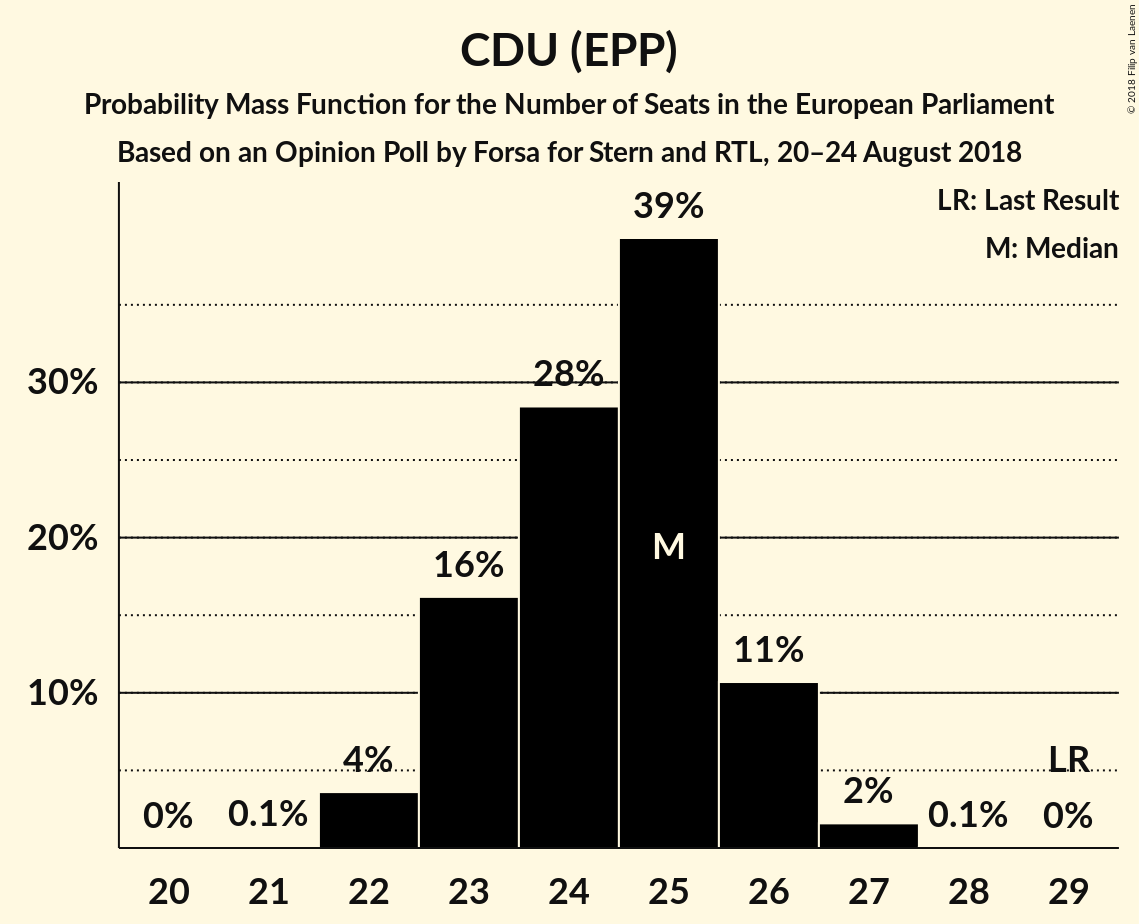 CDU (EPP)
Probability Mass Function for the Number of Seats in the European Parliament
Based on an Opinion Poll by Forsa for Stern and RTL, 20–24 August 2018
© 2018 Filip van Laenen
LR: Last Result
M: Median
39%
30%
28%
20%
M
16%
11%
10%
4%
LR
2%
0%
0.1%
0.1%
0%
20 21 22 23 24 25 26 27 28 29